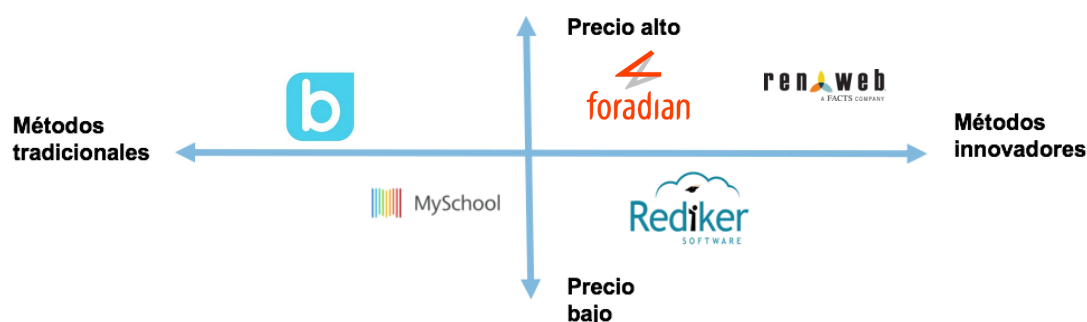 Precio alto
b
foradian
renweb
A FACTS COMPANY
Métodos
tradicionales
Métodos
innovadores
MySchool
Rediker
SOFTWARE
Precio
bajo